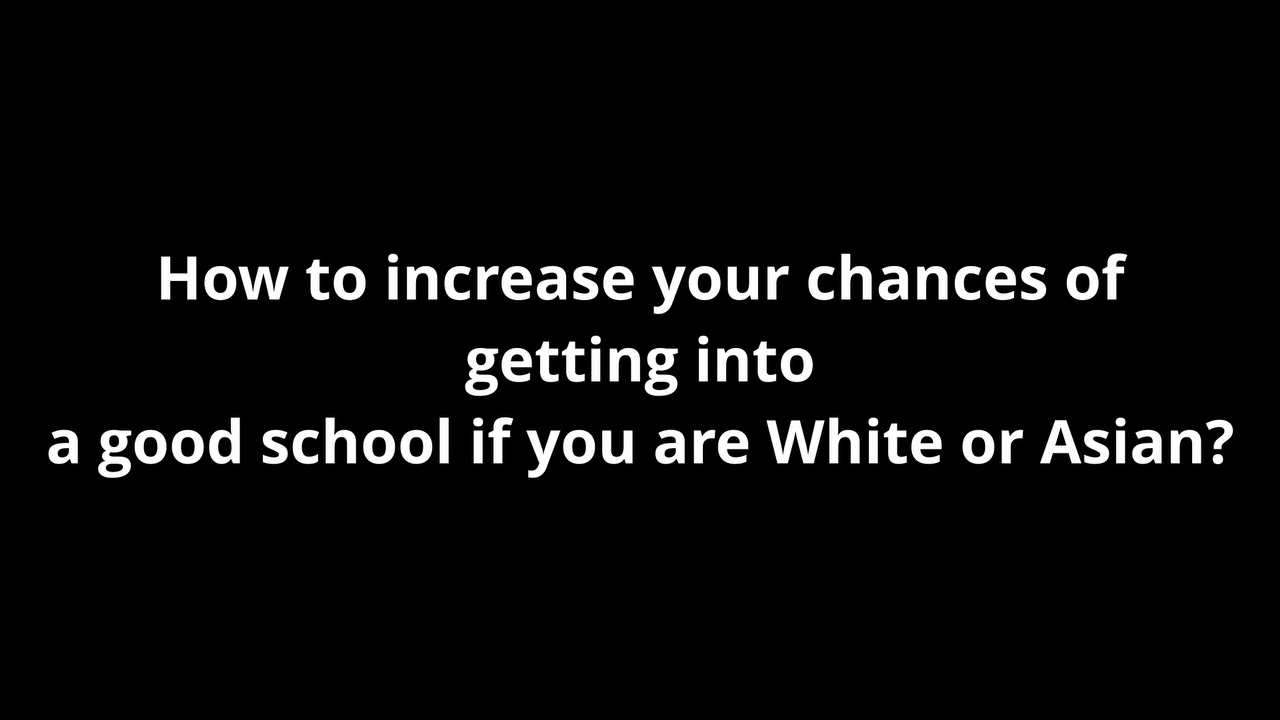 How to increase your chances of
getting into
a good school if you are White or Asian?